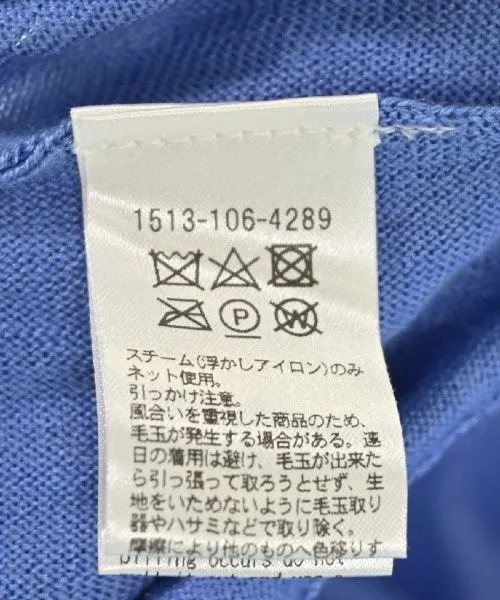 1513-106-4289
P W
スチーム(浮かしアイロン)のみ
ネット使用。
引っかけ注意。
風合いを重視した商品のため、
毛玉が発生する場合がある。連
日の着用は避け、毛玉が出来た
ら引っ張って取ろうとせず、生
地をいためないように毛玉取り
器やハサミなどで取り除く。
摩擦により他のものへ色移りす
pilling occurs do not